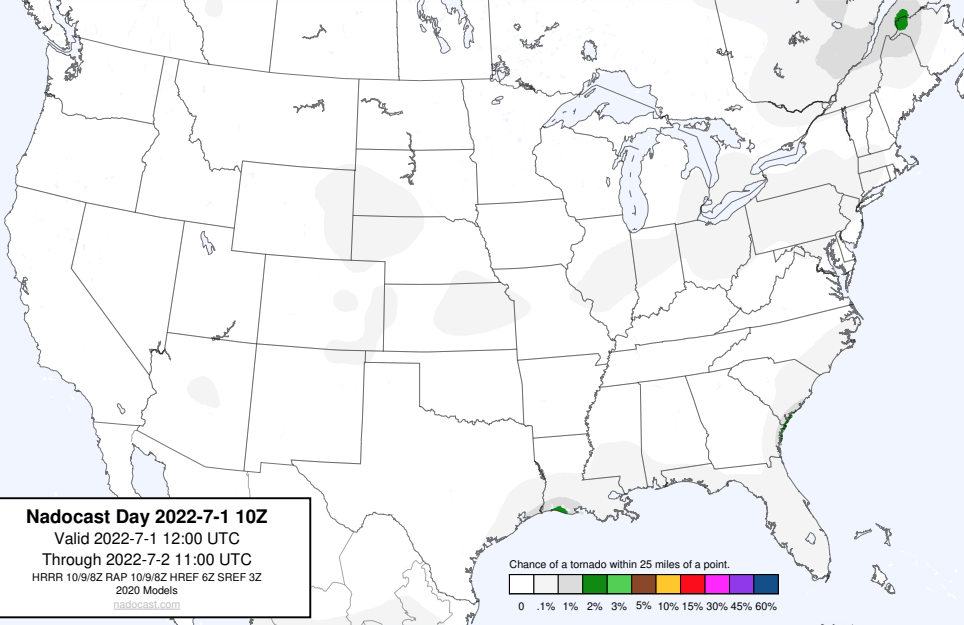 Nadocast Day 2022-7-1 10Z
Valid 2022-7-1 12:00 UTC
Through 2022-7-2 11:00 UTC
HRRR 10/9/8Z RAP 10/9/8Z HREF 6Z SREF 3Z
2020 Models
nadocast.com
Chance of a tornado within 25 miles of a point.
0 .1% 1% 2% 3% 5% 10% 15% 30% 45% 60%